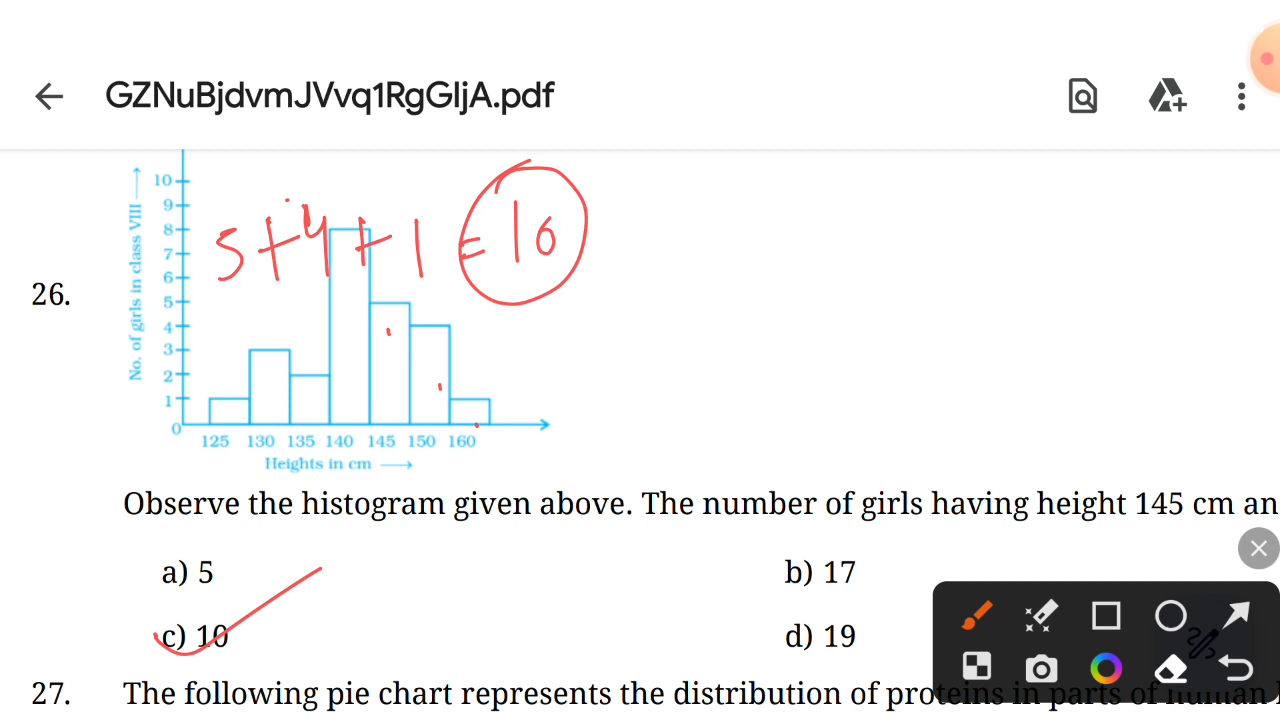 GZNuBjdvmJVvq1RgGljA.pdf
No. of girls in class VIII
10
9
8
7
6
5
4
3
2
1
0
5+4+1=10
26.
125 130 135 140 145 150 160
Heights in cm
Observe the histogram given above. The number of girls having height 145 cm an
a) 5
b) 17
c) 10
d) 19
27. The following pie chart represents the distribution of proteins in parts of human